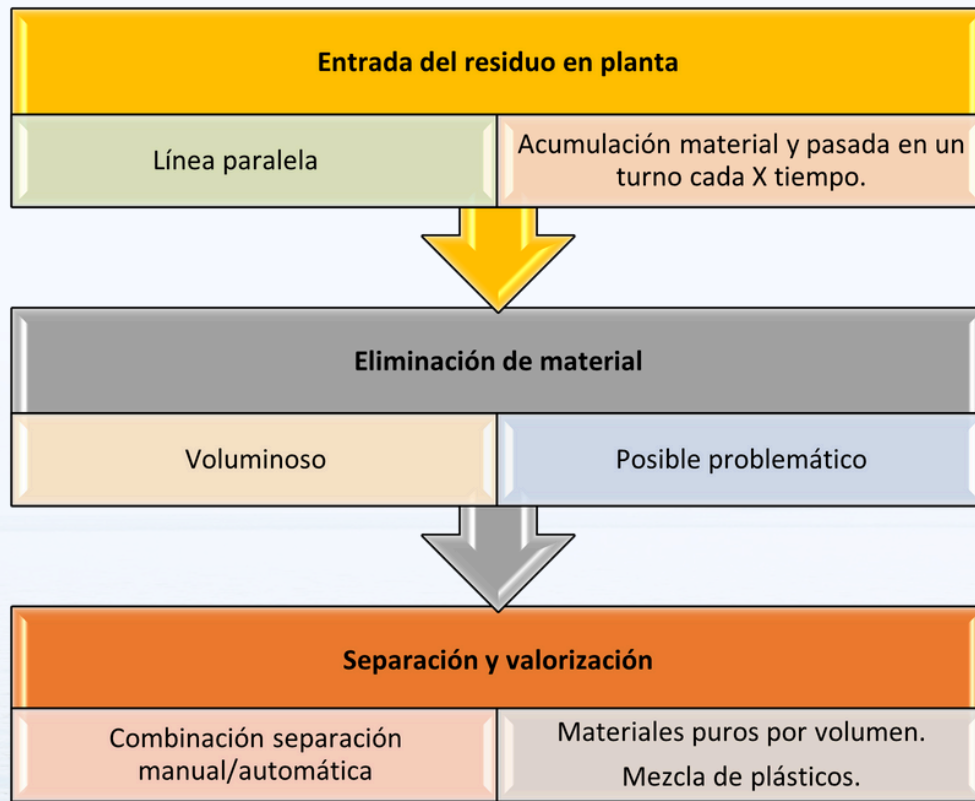 Entrada del residuo en planta
Línea paralela
Acumulación material y pasada en un
turno cada X tiempo.
Eliminación de material
Voluminoso
Posible problemático
Separación y valorización
Combinación separación
manual/automática
Materiales puros por volumen.
Mezcla de plásticos.